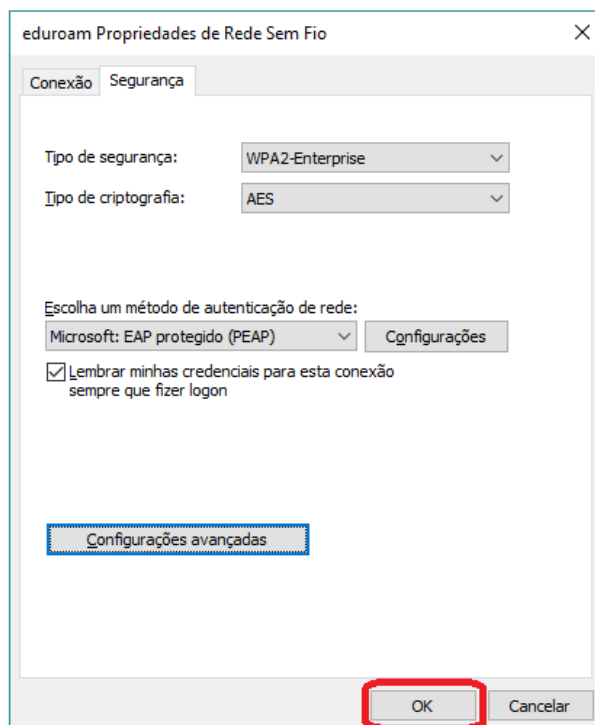 eduroam Propriedades de Rede Sem Fio
Conexão Segurança
Tipo de segurança: WPA2-Enterprise
Tipo de criptografia: AES
Escolha um método de autenticação de rede:
Microsoft: EAP protegido (PEAP) Configurações
Lembrar minhas credenciais para esta conexão
sempre que fizer logon
Configurações avançadas
OK Cancelar